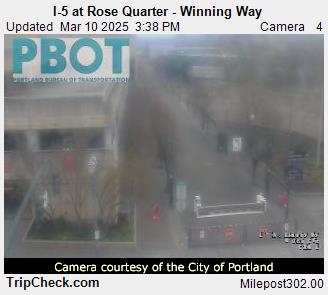 I-5 at Rose Quarter - Winning Way
Updated Mar 10 2025 3:38 PM Camera 4
PBOT
PORTLAND BUREAU OF TRANSPORTATION
Camera courtesy of the City of Portland
TripCheck.com Milepost302.00